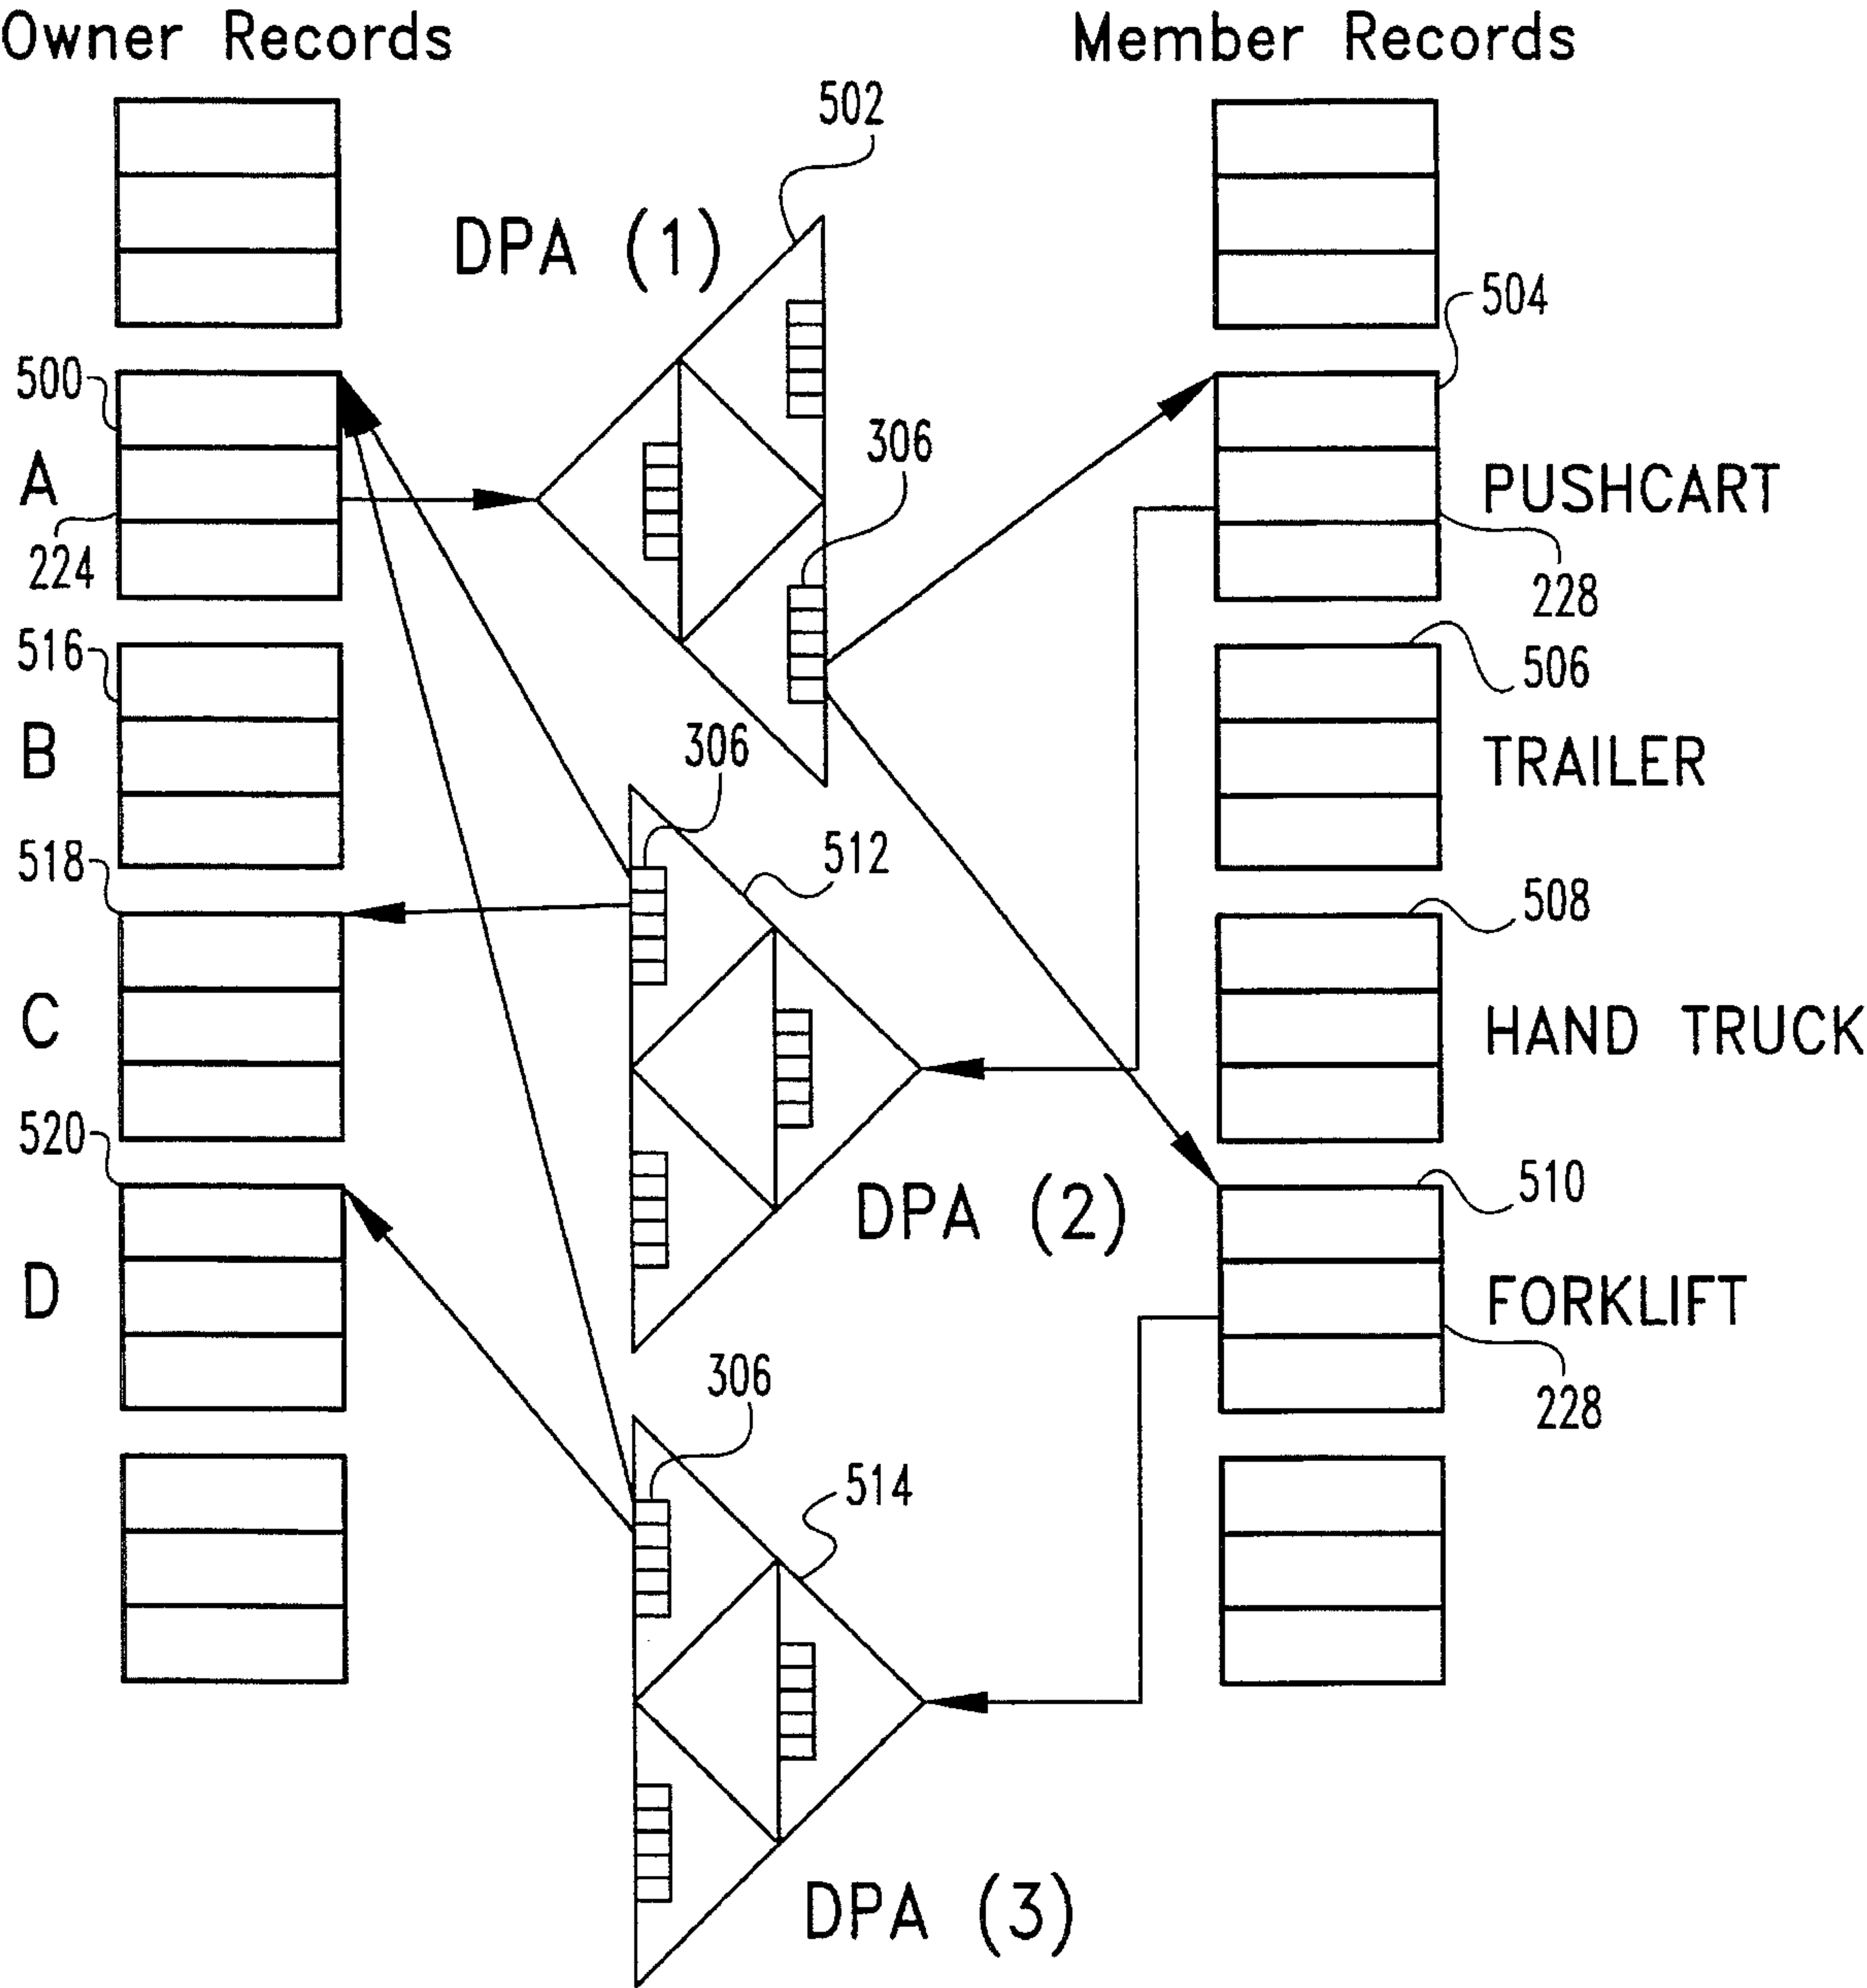 Owner Records
Member Records
502
DPA (1)
504
500
306
A
PUSHCART
224
228
516
506
306
B
TRAILER
512
518
508
C
HAND TRUCK
520
510
DPA (2)
D
FORKLIFT
306
228
514
DPA (3)